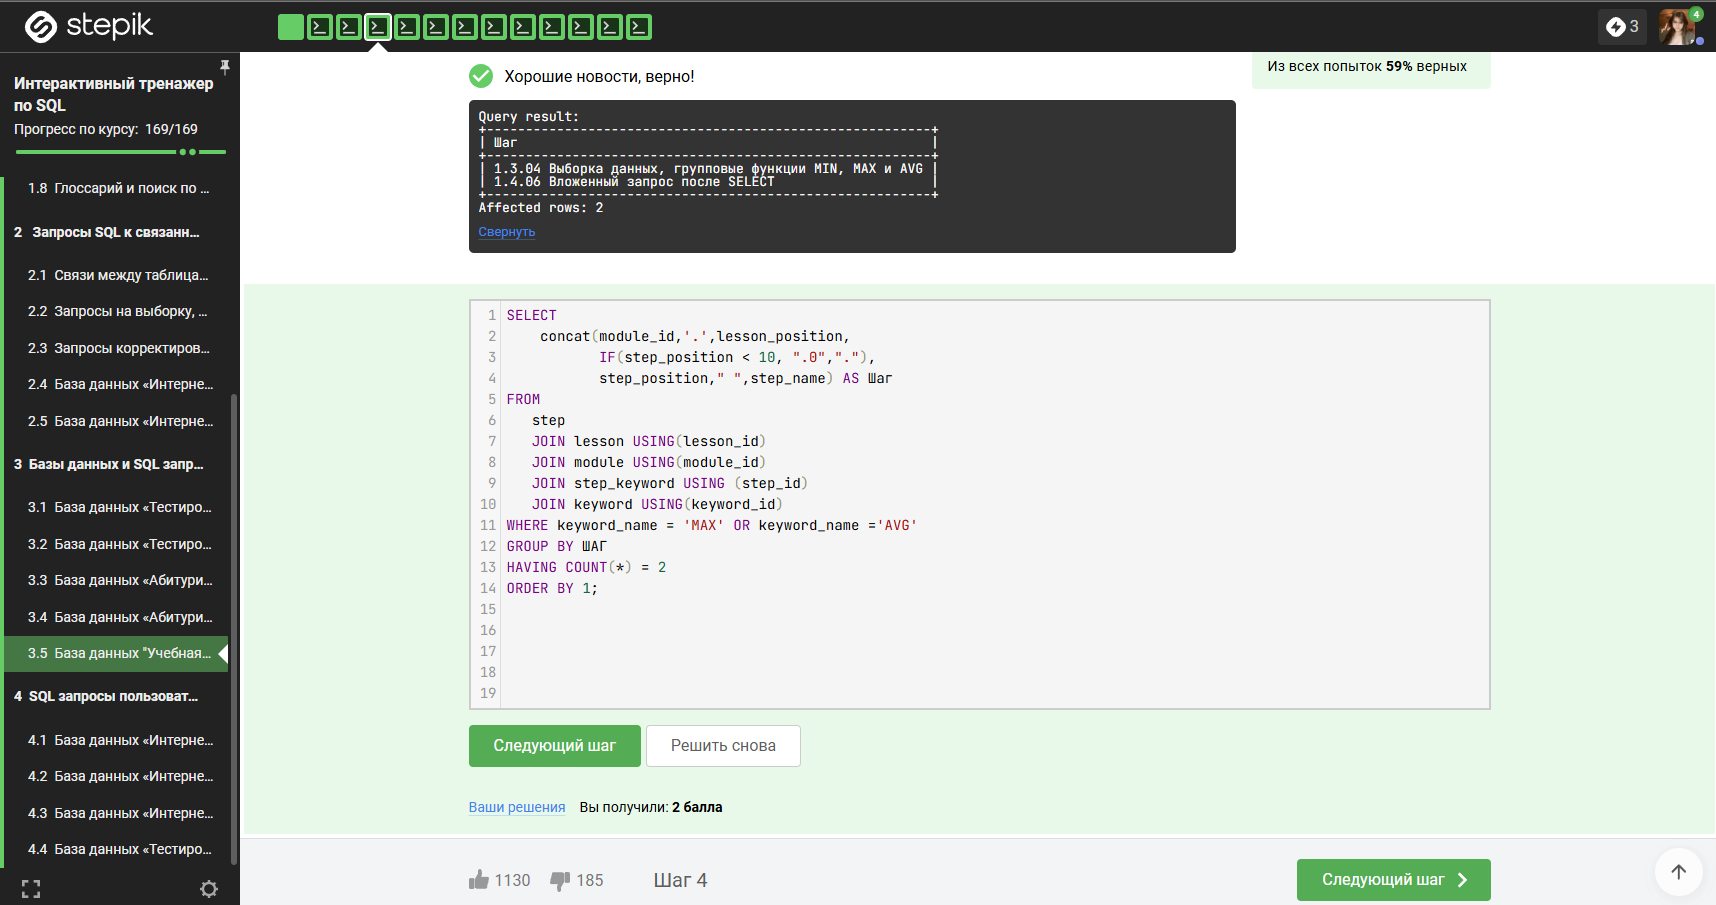 stepik
3
4
Интерактивный тренажер
по SQL
Прогресс по курсу: 169/169
1.8 Глоссарий и поиск по ...
2 Запросы SQL к связанн...
2.1 Связи между таблица...
2.2 Запросы на выборку, ...
2.3 Запросы корректиров...
2.4 База данных «Интерне...
2.5 База данных «Интерне...
3 Базы данных и SQL запр...
3.1 База данных «Тестиро...
3.2 База данных «Тестиро...
3.3 База данных «Абитури...
3.4 База данных «Абитури...
3.5 База данных "Учебная...
4 SQL запросы пользоват...
4.1 База данных «Интерне...
4.2 База данных «Интерне...
4.3 База данных «Интерне...
4.4 База данных «Тестиро...
Хорошие новости, верно!
Из всех попыток 59% верных
Query result:
+-----------------------------------------------------+
| Шаг |
+-----------------------------------------------------+
| 1.3.04 Выборка данных, групповые функции MIN, MAX и AVG |
| 1.4.06 Вложенный запрос после SELECT |
+-----------------------------------------------------+
Affected rows: 2
Свернуть
1 SELECT
2 concat(module_id,'.',lesson_position,
3 IF(step_position < 10, ".0","."),
4 step_position," ",step_name) AS Шаг
5 FROM
6 step
7 JOIN lesson USING(lesson_id)
8 JOIN module USING(module_id)
9 JOIN step_keyword USING (step_id)
10 JOIN keyword USING(keyword_id)
11 WHERE keyword_name = 'MAX' OR keyword_name ='AVG'
12 GROUP BY ШАГ
13 HAVING COUNT(*) = 2
14 ORDER BY 1;
15
16
17
18
19
Следующий шаг
Решить снова
Ваши решения Вы получили: 2 балла
1130 185 Шаг 4
Следующий шаг